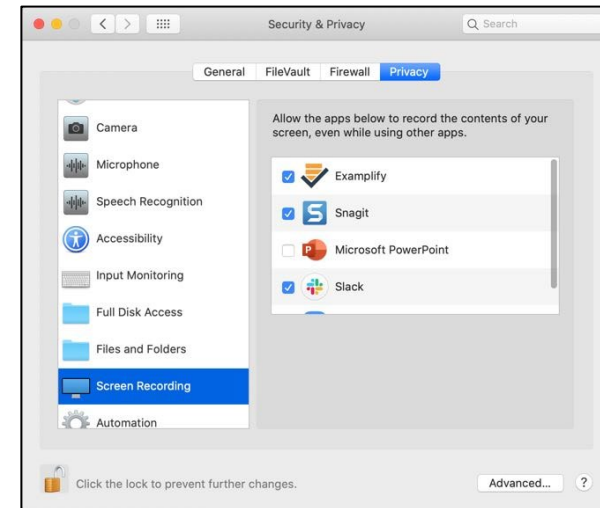 Security & Privacy
Search
General
FileVault
Firewall
Privacy
Camera
Microphone
Speech Recognition
Accessibility
Input Monitoring
Full Disk Access
Files and Folders
Screen Recording
Automation
Allow the apps below to record the contents of your
screen, even while using other apps.
Examplify
Snagit
Microsoft PowerPoint
Slack
Click the lock to prevent further changes.
Advanced...
?